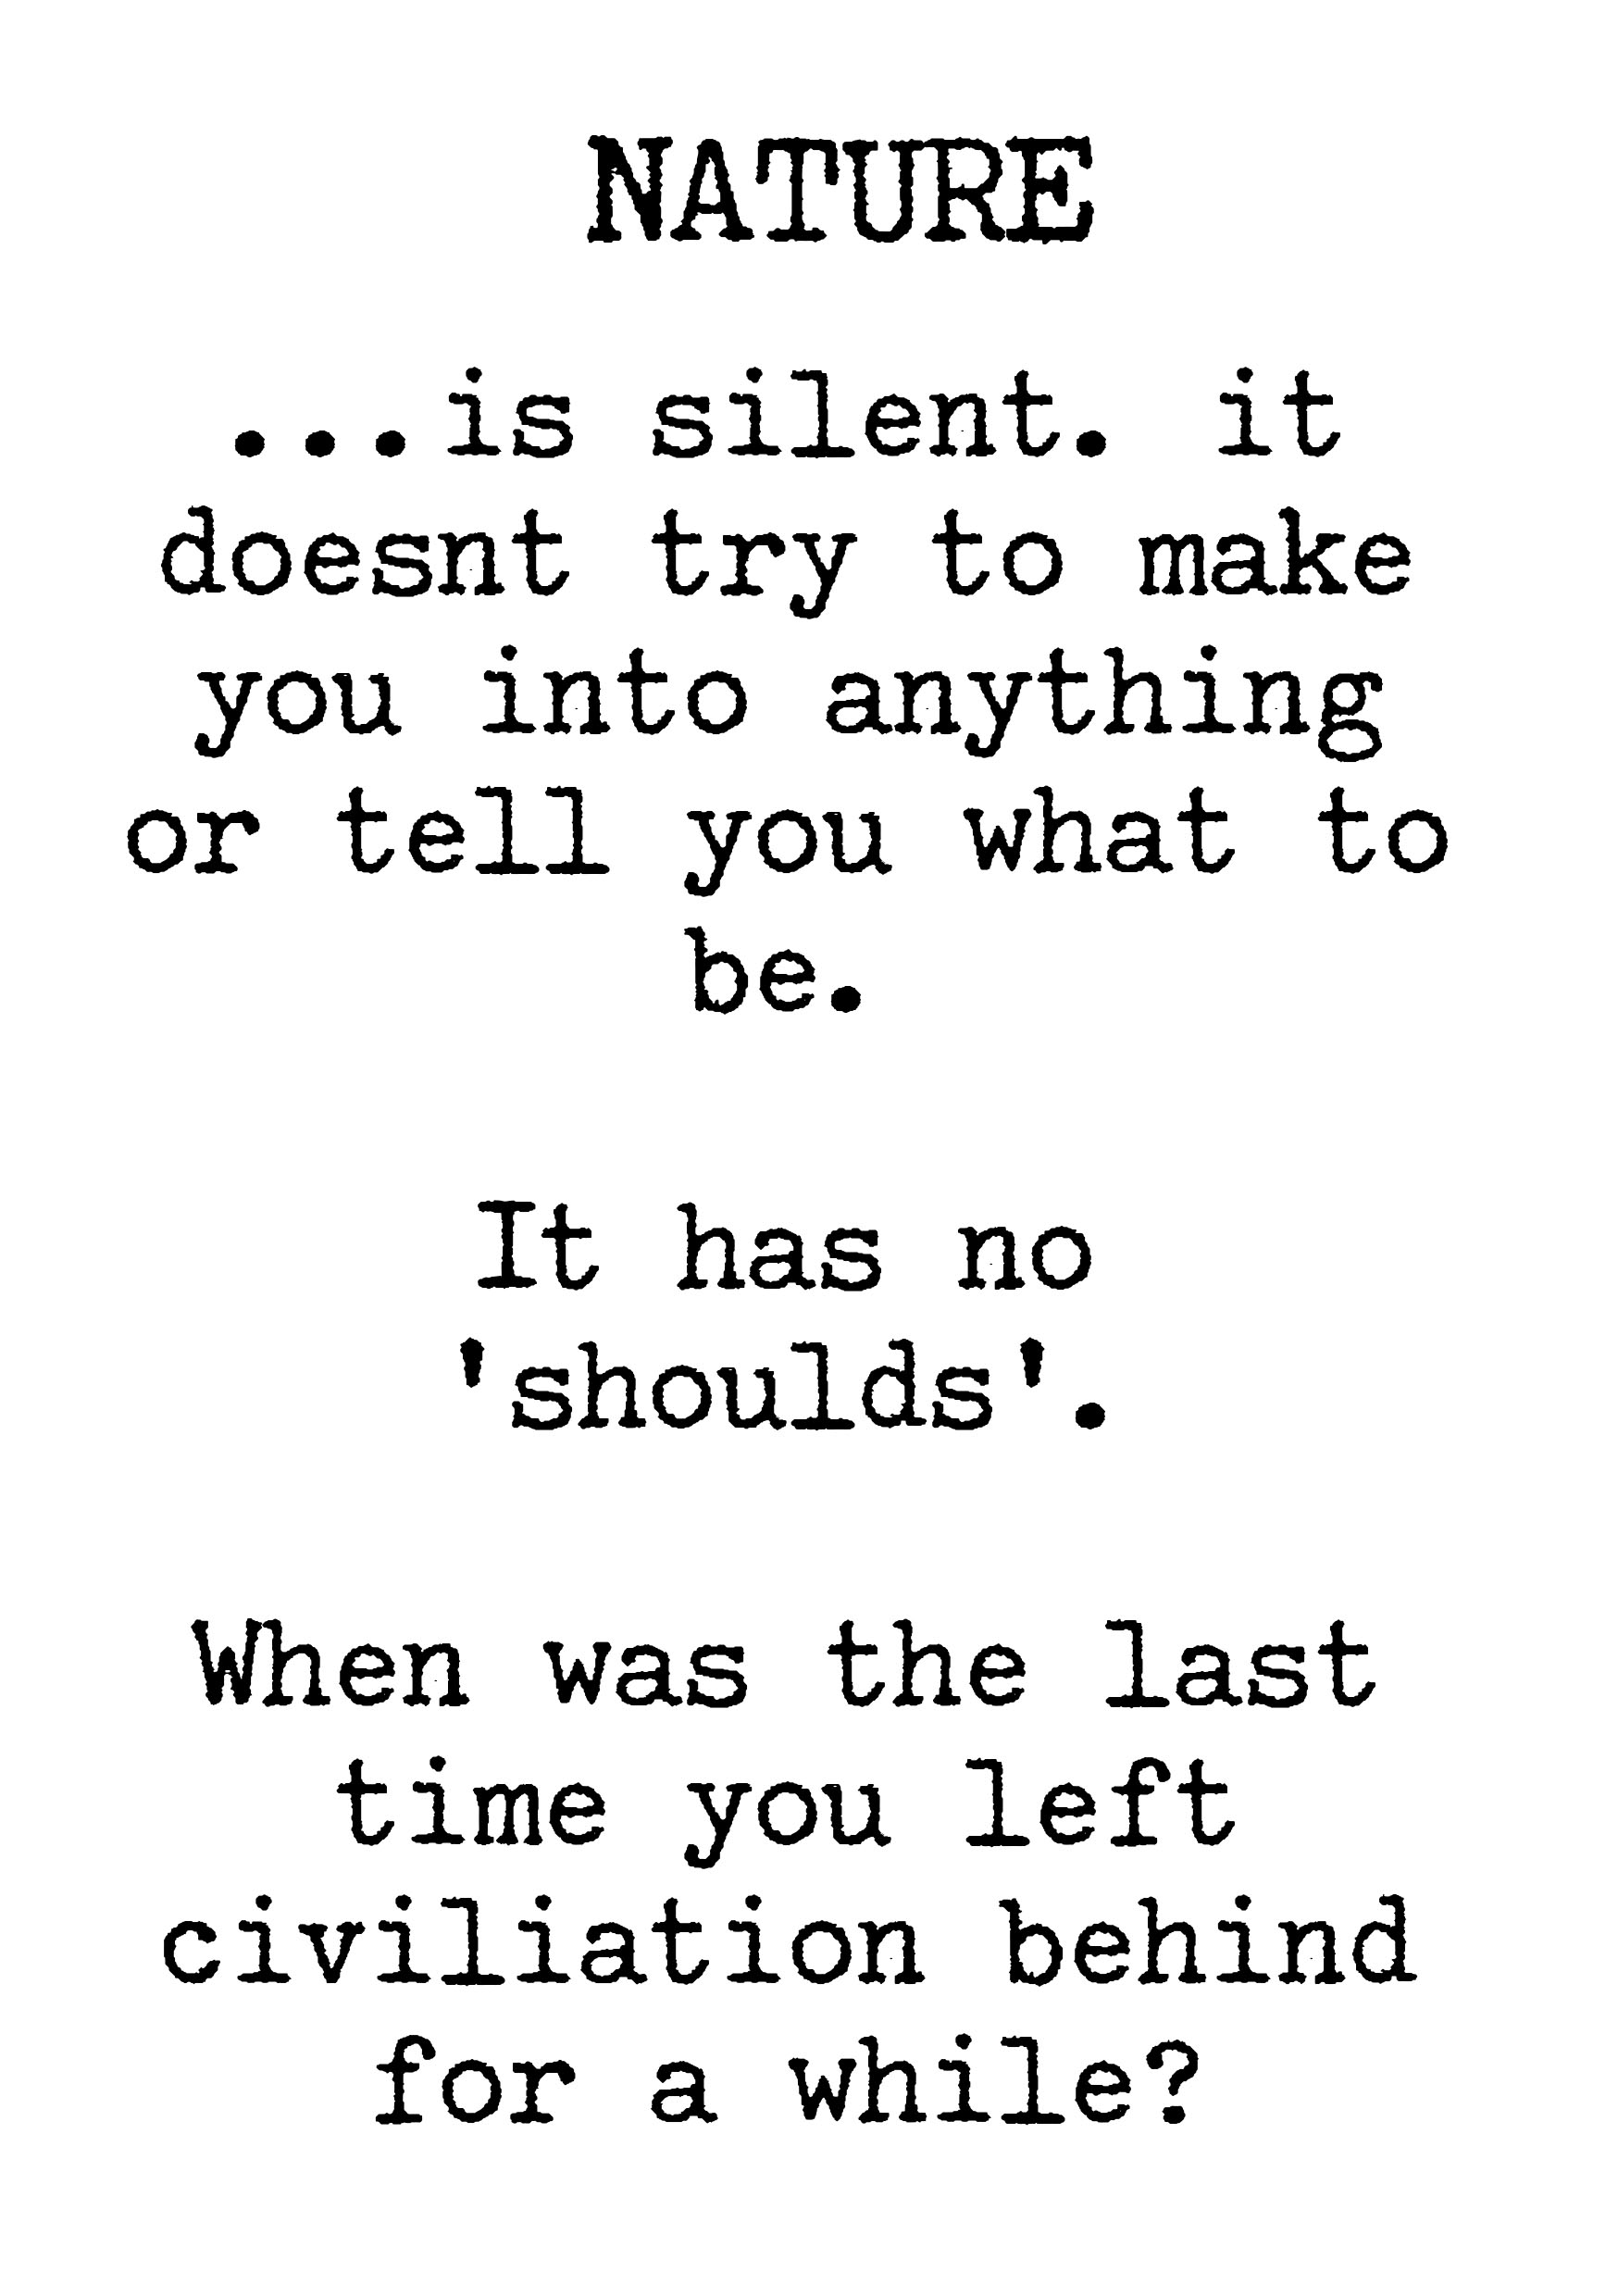 NATURE
...is silent. it
doesnt try to make
you into anything
or tell you what to
be.
It has no
'shoulds'.
When was the last
time you left
civiliation behind
for a while?